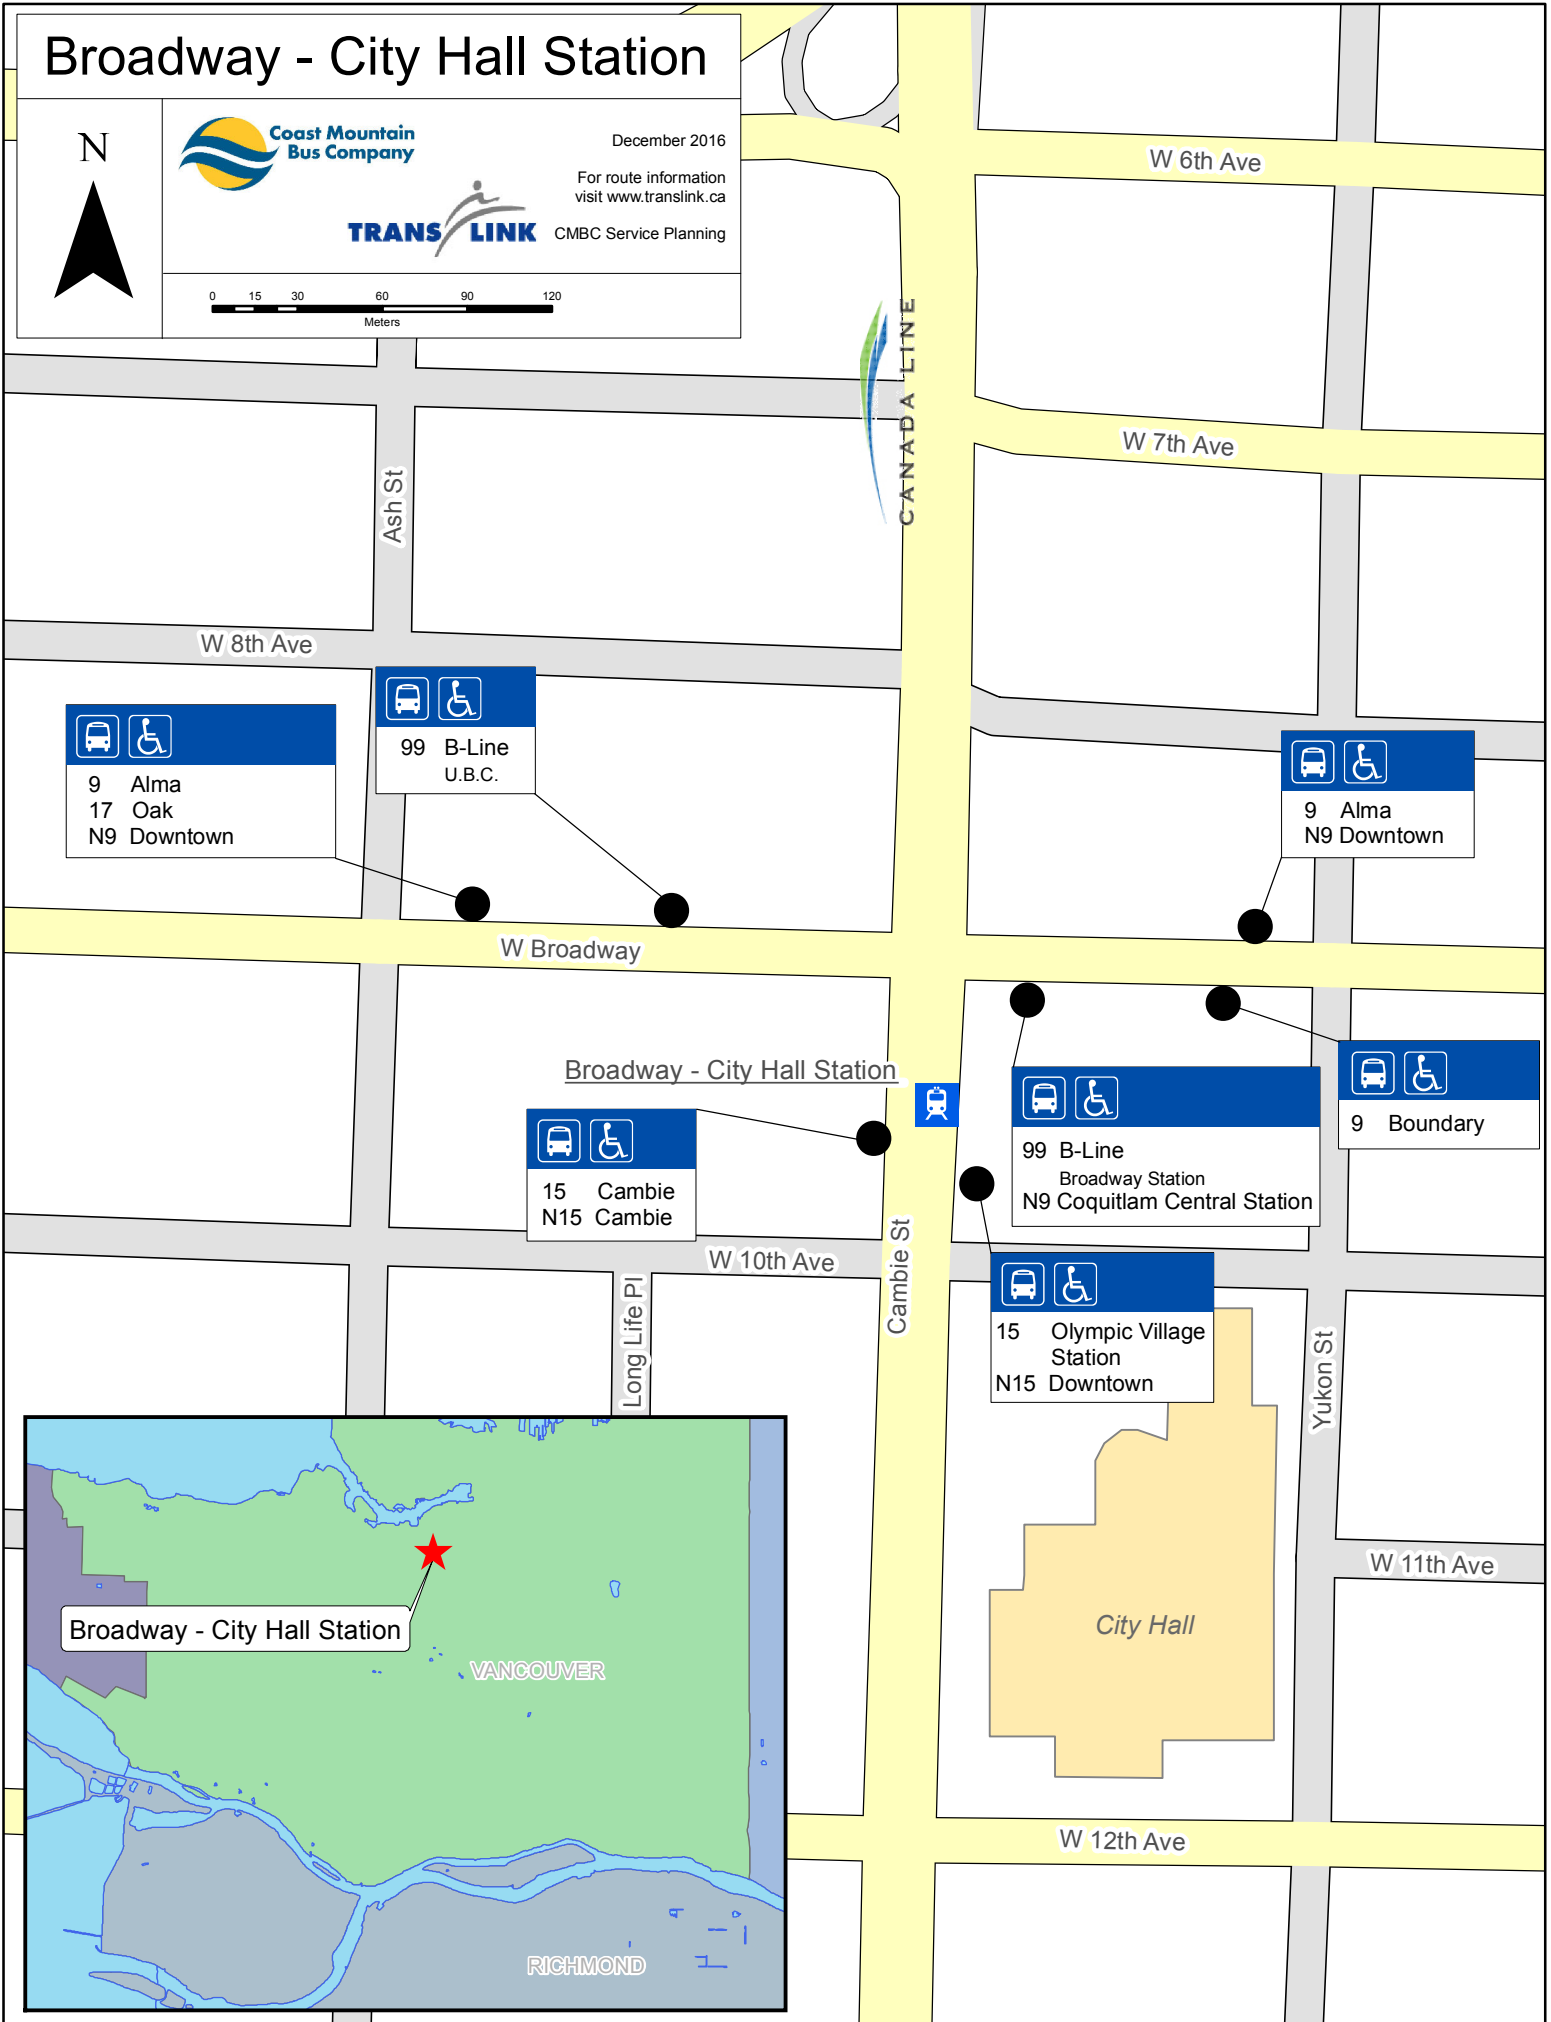 Broadway - City Hall Station
N
Coast Mountain
Bus Company
December 2016
For route information
visit www.translink.ca
TRANS LINK
CMBC Service Planning
0 15 30 60 90 120
Meters
W 6th Ave
CANADA LINE
W 7th Ave
Ash St
W 8th Ave
99 B-Line
U.B.C.
9 Alma
17 Oak
N9 Downtown
9 Alma
N9 Downtown
W Broadway
Broadway - City Hall Station
9 Boundary
99 B-Line
Broadway Station
N9 Coquitlam Central Station
15 Cambie
N15 Cambie
W 10th Ave
Cambie St
Long Life Pl
15 Olympic Village
Station
N15 Downtown
Yukon St
W 11th Ave
City Hall
Broadway - City Hall Station
VANCOUVER
W 12th Ave
RICHMOND